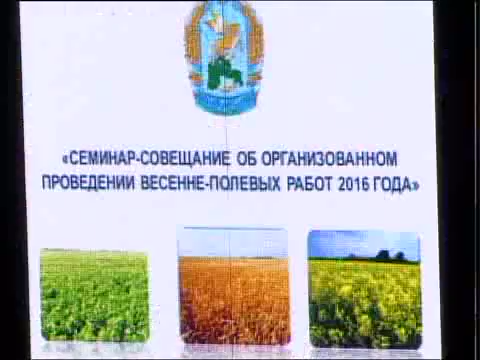 «СЕМИНАР-СОВЕЩАНИЕ ОБ ОРГАНИЗОВАННОМ
ПРОВЕДЕНИИ ВЕСЕННЕ-ПОЛЕВЫХ РАБОТ 2016 ГОДА»